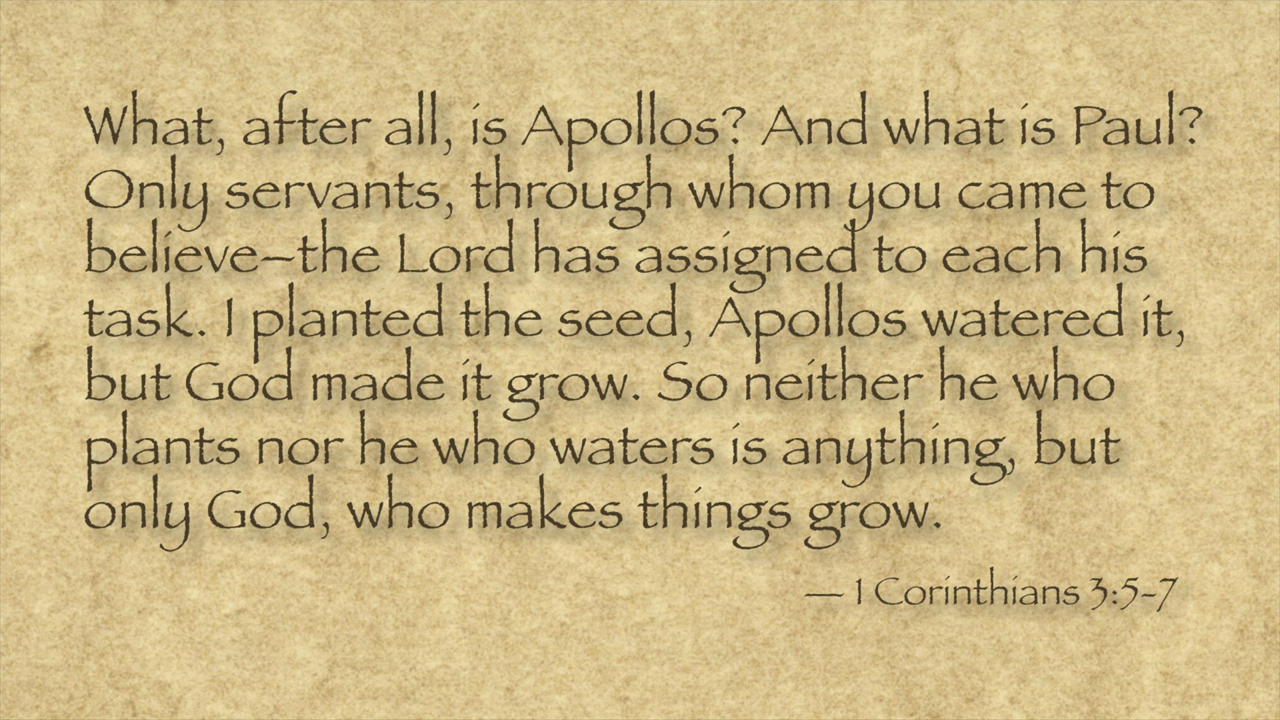 What, after all, is Apollos? And what is Paul?
Only servants, through whom you came to
believe—the Lord has assigned to each his
task. I planted the seed, Apollos watered it,
but God made it grow. So neither he who
plants nor he who waters is anything, but
only God, who makes things grow.
— 1 Corinthians 3:5-7